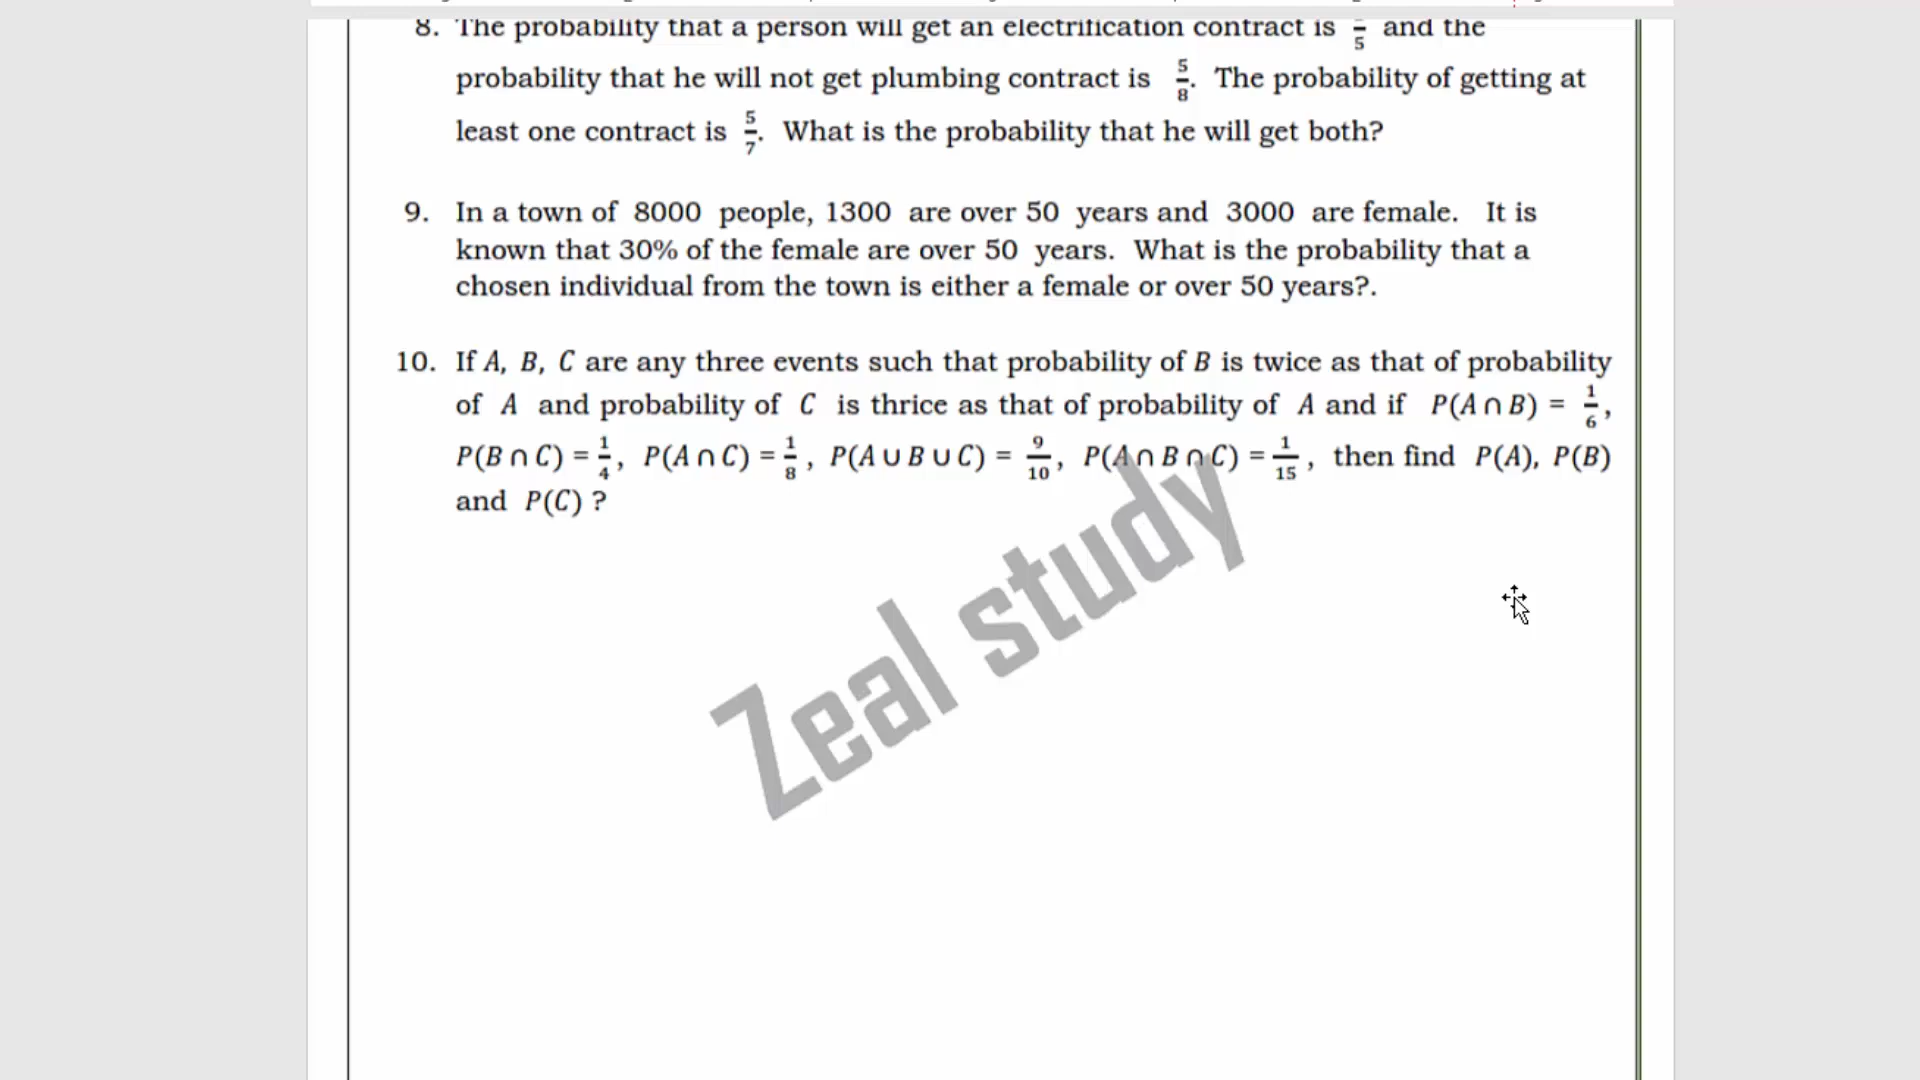 8. The probability that a person will get an electrification contract is –/5 and the
probability that he will not get plumbing contract is 5/8. The probability of getting at
least one contract is 5/7. What is the probability that he will get both?
9. In a town of 8000 people, 1300 are over 50 years and 3000 are female. It is
known that 30% of the female are over 50 years. What is the probability that a
chosen individual from the town is either a female or over 50 years?.
10. If A, B, C are any three events such that probability of B is twice as that of probability
of A and probability of C is thrice as that of probability of A and if P(A ∩ B) = 1/6,
P(B ∩ C) = 1/4, P(A ∩ C) = 1/8, P(A ∪ B ∪ C) = 9/10, P(A ∩ B ∩ C) = 1/15, then find P(A), P(B)
and P(C) ?
Zeal study